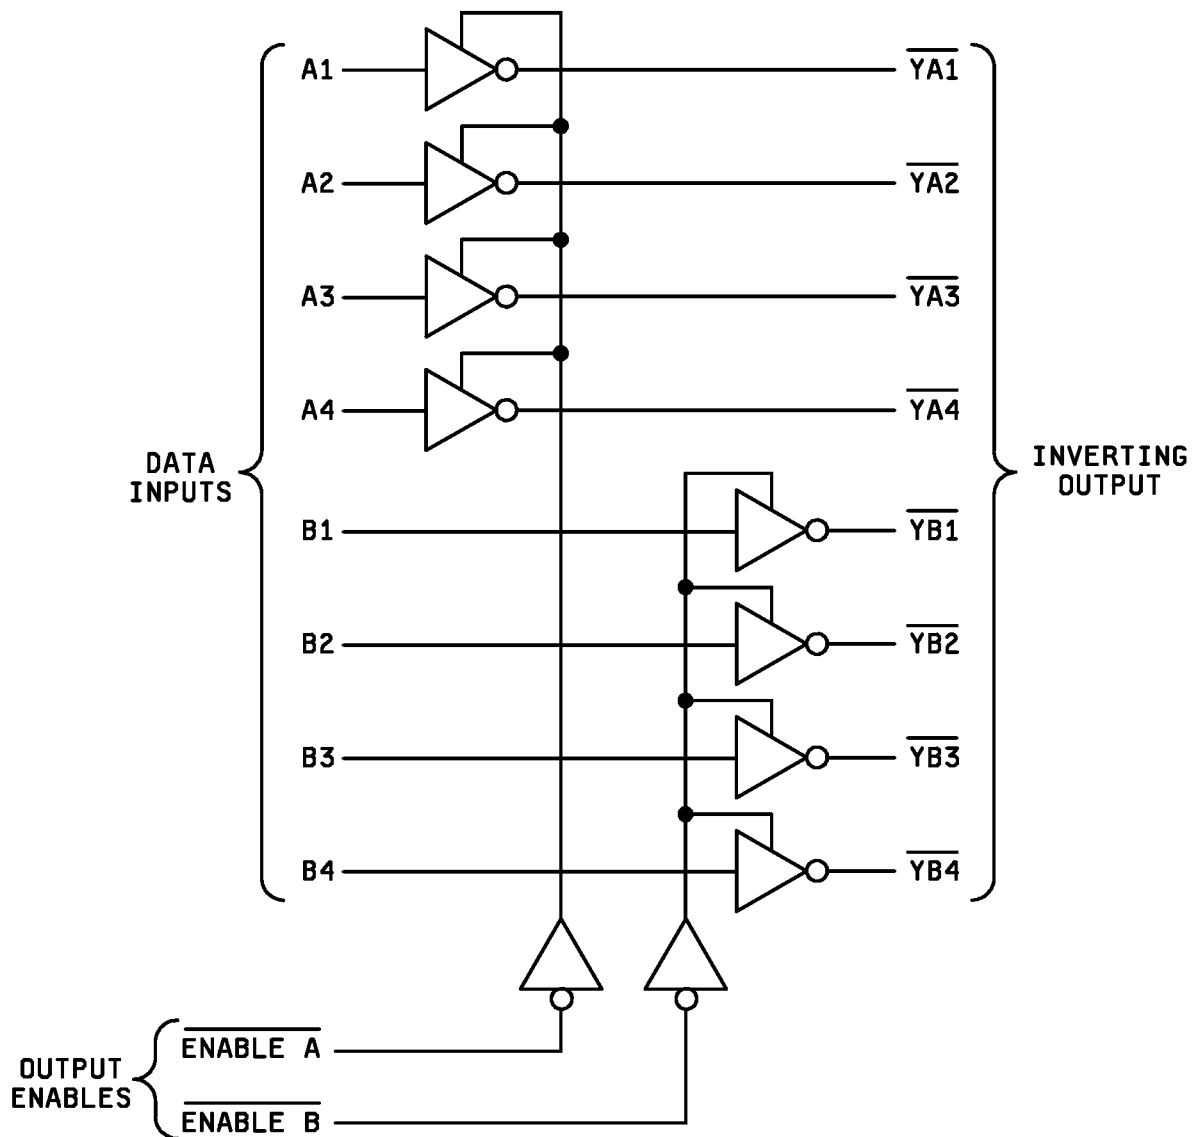 A1
YA1
A2
YA2
A3
YA3
A4
YA4
DATA
INPUTS
INVERTING
OUTPUT
B1
YB1
B2
YB2
B3
YB3
B4
YB4
OUTPUT
ENABLES
ENABLE A
ENABLE B